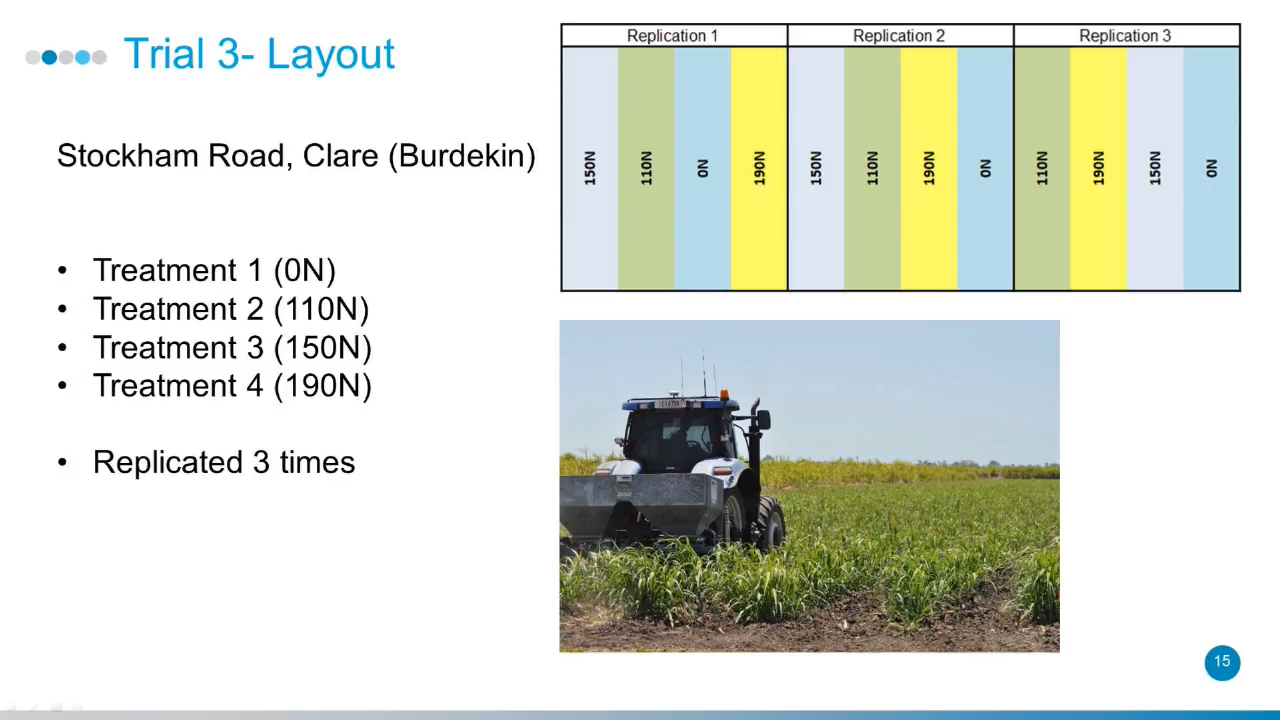 Trial 3- Layout
Stockham Road, Clare (Burdekin)
• Treatment 1 (0N)
• Treatment 2 (110N)
• Treatment 3 (150N)
• Treatment 4 (190N)
• Replicated 3 times
Replication 1 Replication 2 Replication 3
150N 110N 0N 190N 150N 110N 190N 0N 110N 190N 150N 0N
15